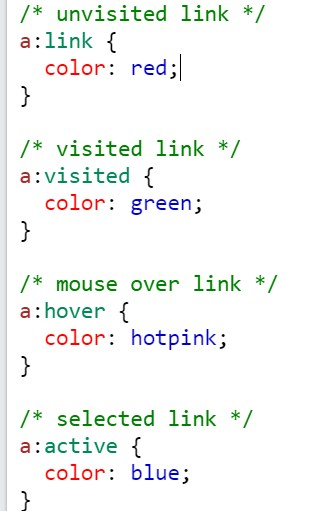 /* unvisited link */
a:link {
  color: red;
}

/* visited link */
a:visited {
  color: green;
}

/* mouse over link */
a:hover {
  color: hotpink;
}

/* selected link */
a:active {
  color: blue;
}